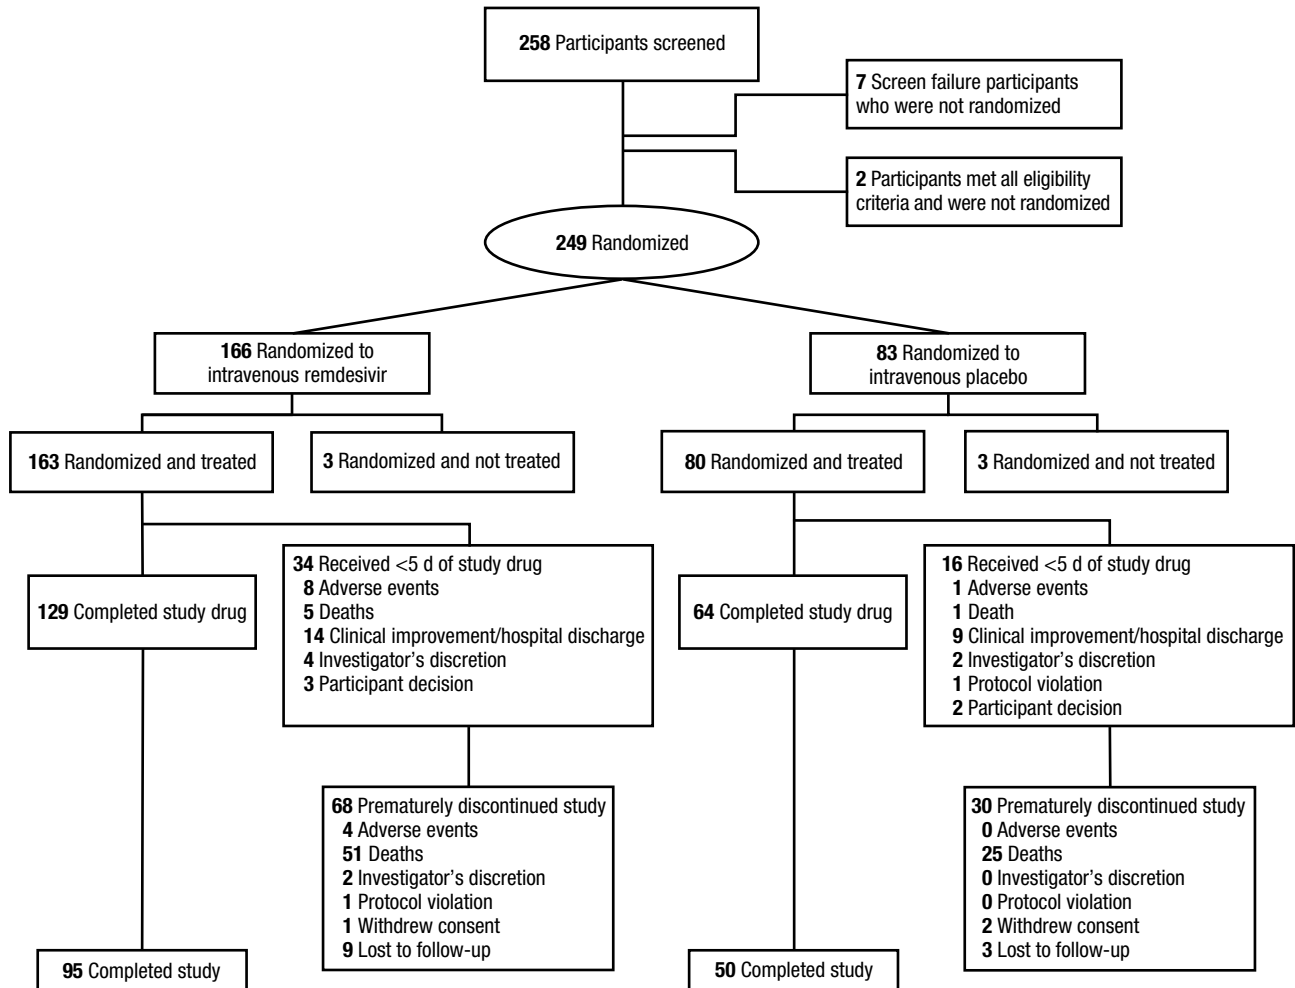 258 Participants screened
7 Screen failure participants
who were not randomized
2 Participants met all eligibility
criteria and were not randomized
249 Randomized
166 Randomized to
intravenous remdesivir
83 Randomized to
intravenous placebo
163 Randomized and treated
3 Randomized and not treated
80 Randomized and treated
3 Randomized and not treated
129 Completed study drug
34 Received <5 d of study drug
8 Adverse events
5 Deaths
14 Clinical improvement/hospital discharge
4 Investigator's discretion
3 Participant decision
64 Completed study drug
16 Received <5 d of study drug
1 Adverse events
1 Death
9 Clinical improvement/hospital discharge
2 Investigator's discretion
1 Protocol violation
2 Participant decision
68 Prematurely discontinued study
4 Adverse events
51 Deaths
2 Investigator's discretion
1 Protocol violation
1 Withdrew consent
9 Lost to follow-up
30 Prematurely discontinued study
0 Adverse events
25 Deaths
0 Investigator's discretion
0 Protocol violation
2 Withdrew consent
3 Lost to follow-up
95 Completed study
50 Completed study